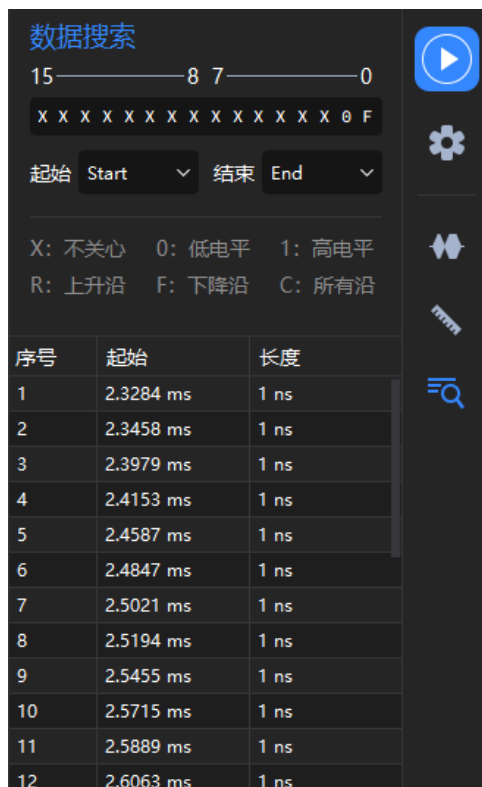 数据搜索
15 8 7 0
X X X X X X X X X X X X X X 0 F
起始 Start 结束 End
X: 不关心 0: 低电平 1: 高电平
R: 上升沿 F: 下降沿 C: 所有沿
序号 起始 长度
1 2.3284 ms 1 ns
2 2.3458 ms 1 ns
3 2.3979 ms 1 ns
4 2.4153 ms 1 ns
5 2.4587 ms 1 ns
6 2.4847 ms 1 ns
7 2.5021 ms 1 ns
8 2.5194 ms 1 ns
9 2.5455 ms 1 ns
10 2.5715 ms 1 ns
11 2.5889 ms 1 ns
12 2.6063 ms 1 ns